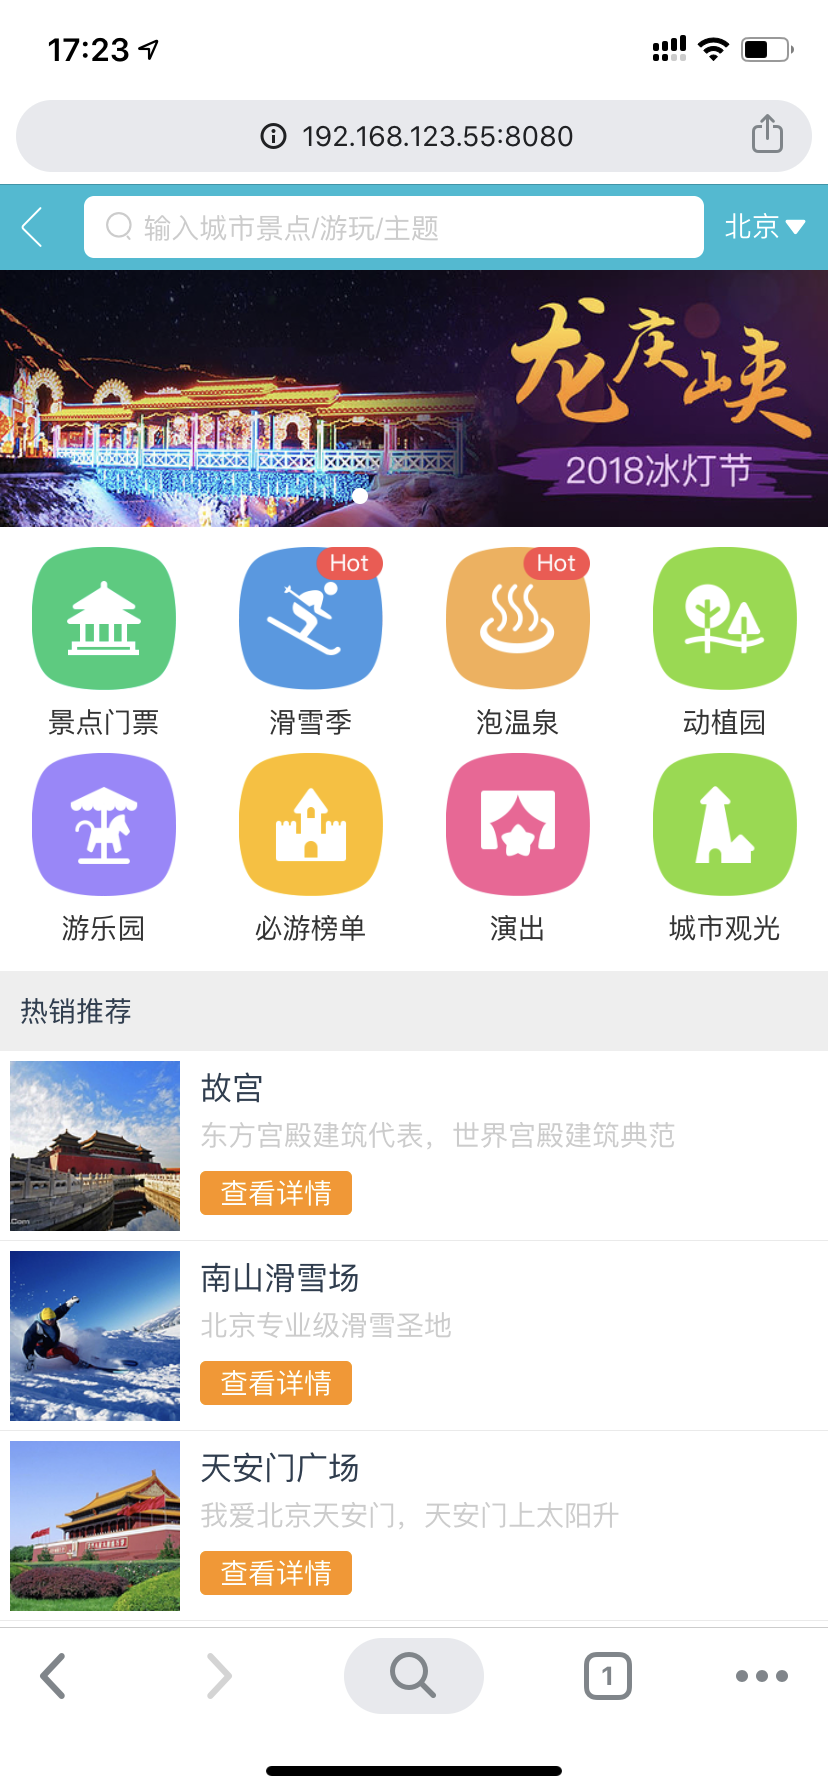 17:23
192.168.123.55:8080
输入城市景点/游玩/主题
北京
龙庆峡
2018冰灯节
Hot
Hot
景点门票
滑雪季
泡温泉
动植园
游乐园
必游榜单
演出
城市观光
热销推荐
故宫
东方宫殿建筑代表，世界宫殿建筑典范
查看详情
.Com
南山滑雪场
北京专业级滑雪圣地
查看详情
天安门广场
我爱北京天安门，天安门上太阳升
查看详情
1